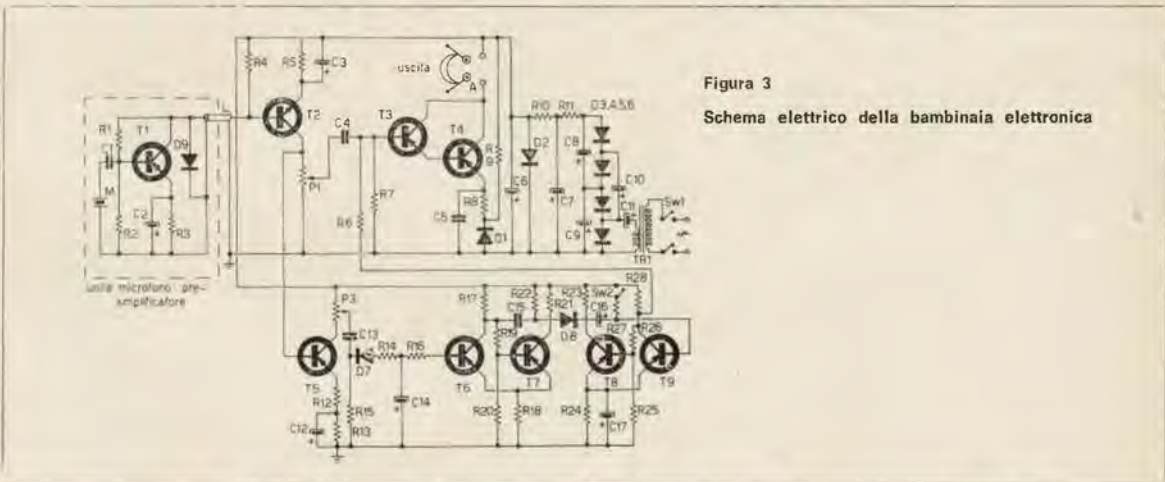 Figura 3
Schema elettrico della bambinaia elettronica
R4
R5
C3
uscita
A
R10
R11
D3,4,5,6
T2
C4
T3
T4
R1
T1
D9
C1
M
P1
R7
R6
R9
C6
D2
C7
C8
C10
C11
Sw1
C2
R2
R3
C5
R8
D1
C9
TR1
unità microfono pre-
amplificatore
P3
R17
R22
C15
R21
R23
Sw2
C16
R28
C13
R19
D8
R27
R26
D7
R14
R16
T5
T6
T7
T8
T9
R12
R15
C14
R20
R18
R24
C17
R25
C12
R13